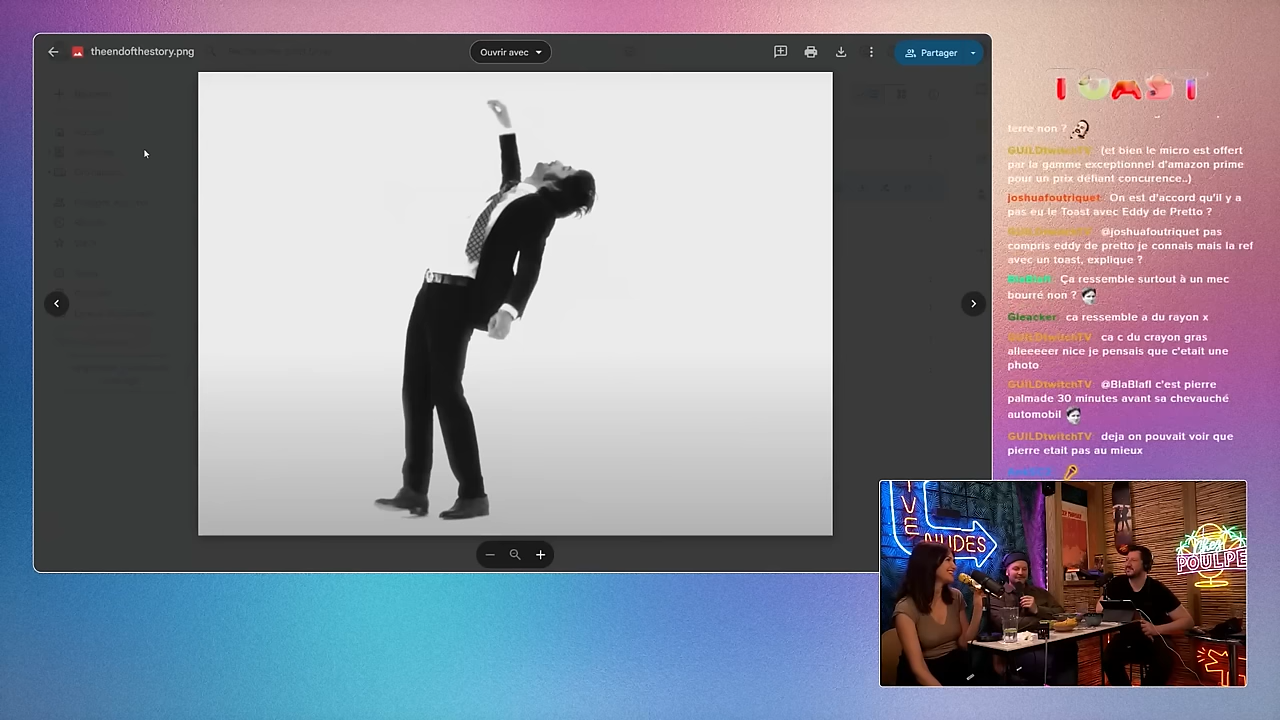 theendofthestory.png
Ouvrir avec
Partager
TOAST
terre non ?
GUILDtwitchTV: (et bien le micro est offert
par la gamme exceptionnel d'amazon prime
pour un prix défiant concurence..)
joshuafoutriquet: On est d'accord qu'il y a
pas eu le Toast avec Eddy de Pretto ?
GUILDtwitchTV: @joshuafoutriquet pas
compris eddy de pretto je connais mais la ref
avec un toast, explique ?
BlaBlafl: Ça ressemble surtout à un mec
bourré non ?
Gleacker: ca ressemble a du rayon x
GUILDtwitchTV: ca c du crayon gras
alleeeeer nice je pensais que c'etait une
photo
GUILDtwitchTV: @BlaBlafl c'est pierre
palmade 30 minutes avant sa chevauché
automobil
GUILDtwitchTV: deja on pouvait voir que
pierre etait pas au mieux
NUDES
POULPE